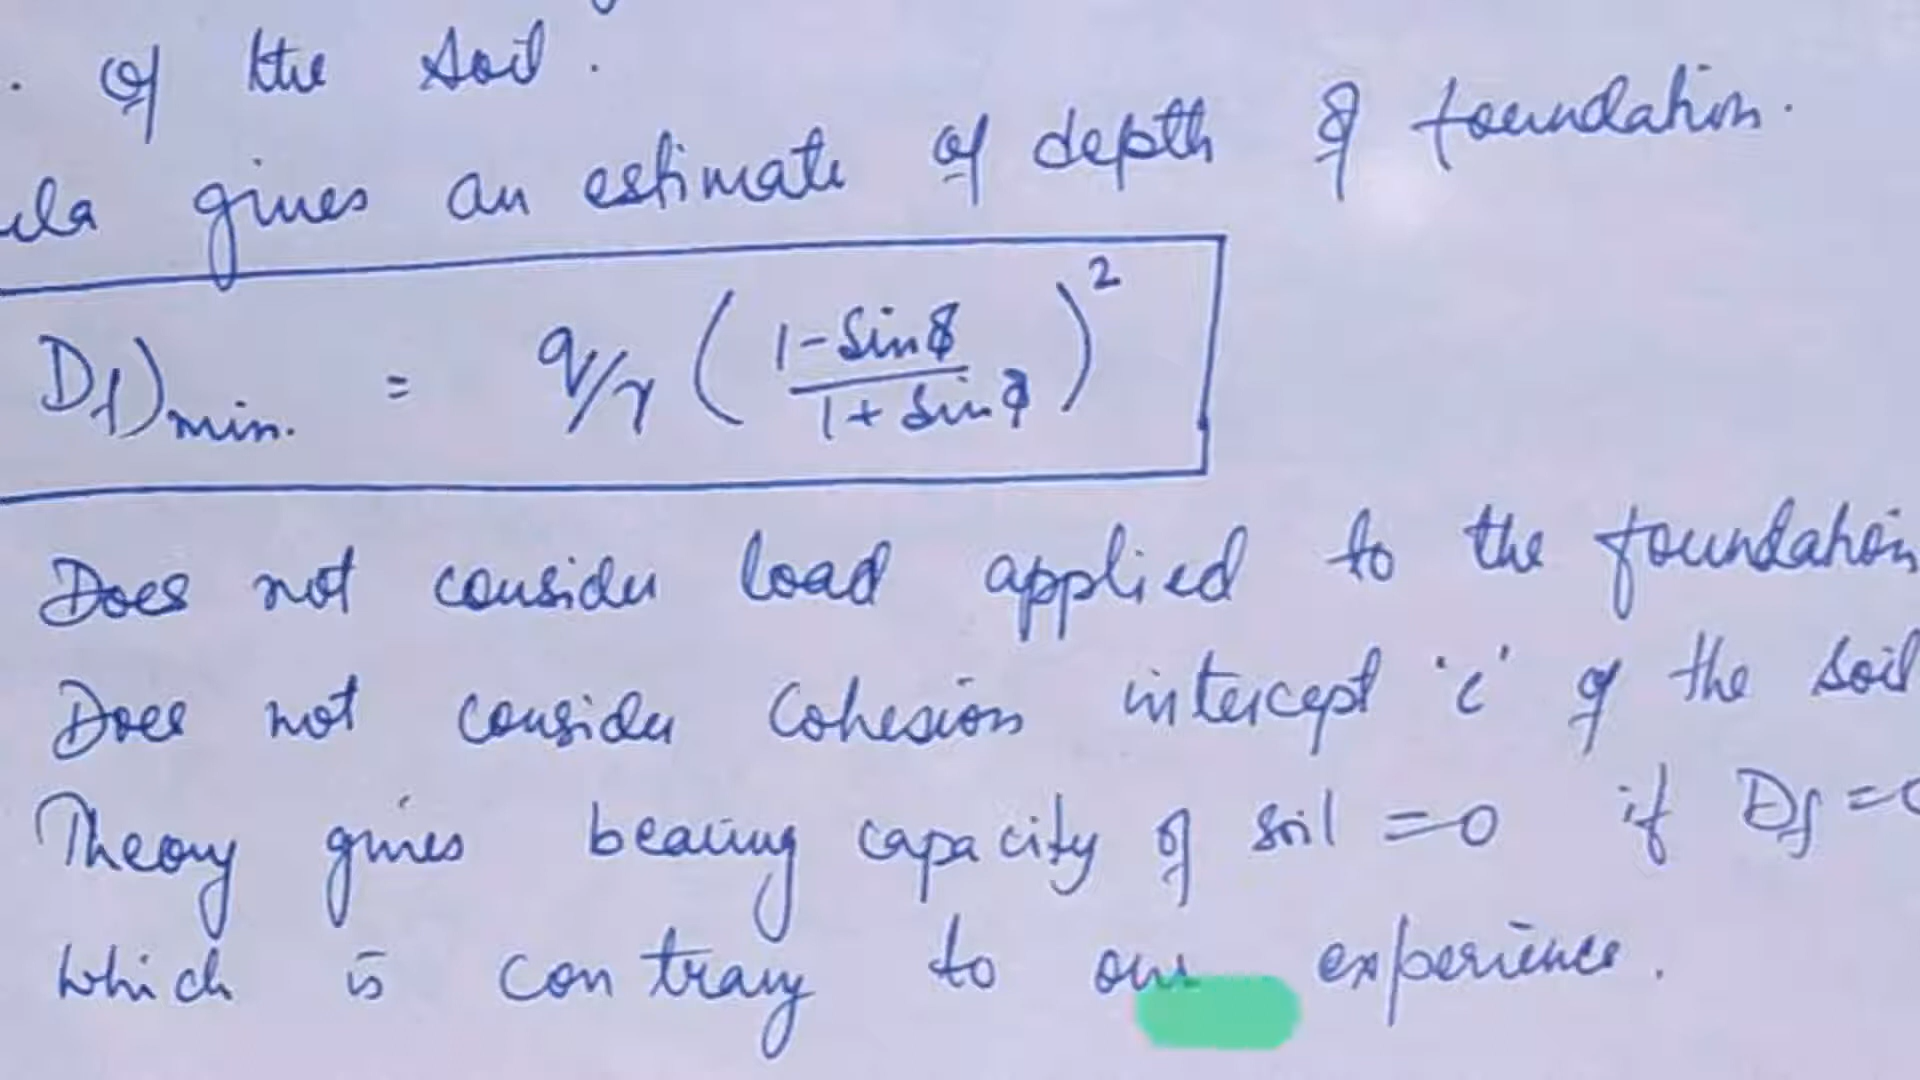 . of the soil.
ula gives an estimate of depth of foundation.
Df)min. = q/γ ( (1-Sinφ)/(1+Sinφ) )²
Does not consider load applied to the foundation
Does not consider Cohesion intercept 'c' of the soil
Theory gives bearing capacity of soil =0 if Df =0
which is contrary to our experience.